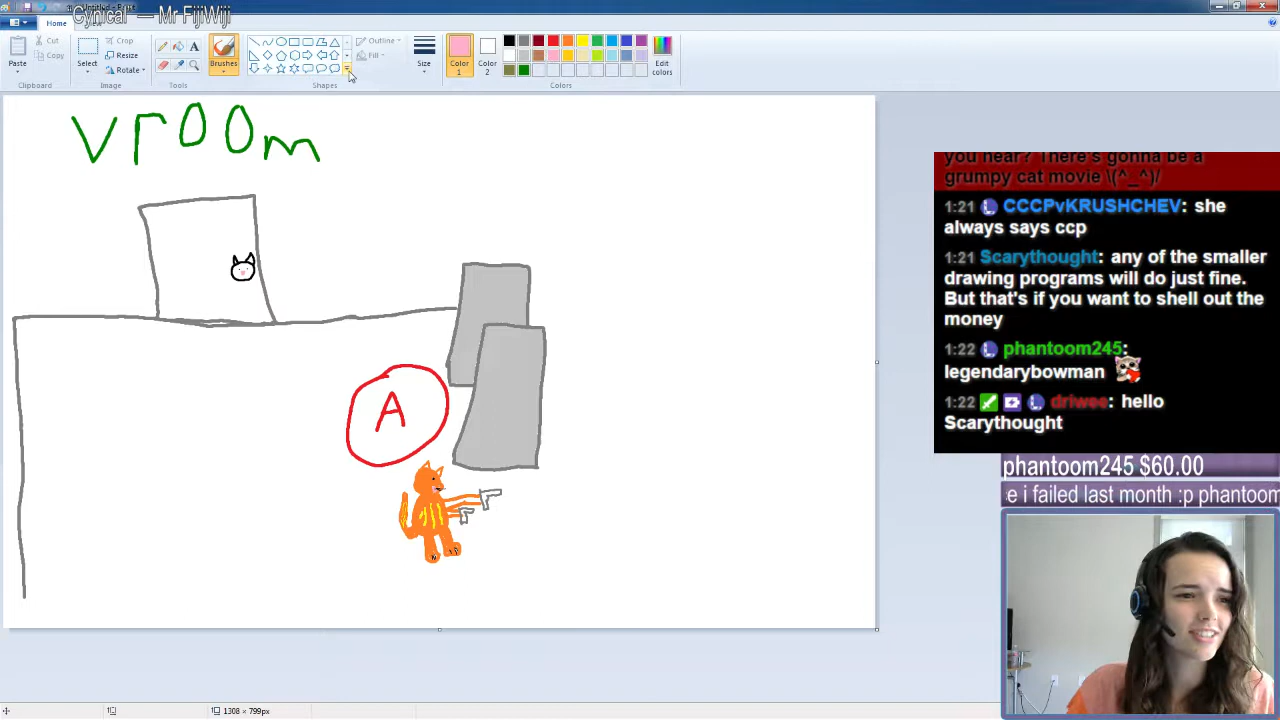 Cynical — Mr FijiWiji
Untitled - Paint
Home
Paste
Cut
Copy
Clipboard
Select
Crop
Resize
Rotate
Image
A
Tools
Brushes
Outline
Fill
Shapes
Size
Color
1
Color
2
Edit
colors
Colors
vroom
A
you hear? There's gonna be a
grumpy cat movie \(^_^)/
1:21 CCCPvKRUSHCHEV: she
always says ccp
1:21 Scarythought: any of the smaller
drawing programs will do just fine.
But that's if you want to shell out the
money
1:22 phantoom245:
legendarybowman
1:22 driwee: hello
Scarythought
phantoom245 $60.00
e i failed last month :p phantoom
1308 × 799px